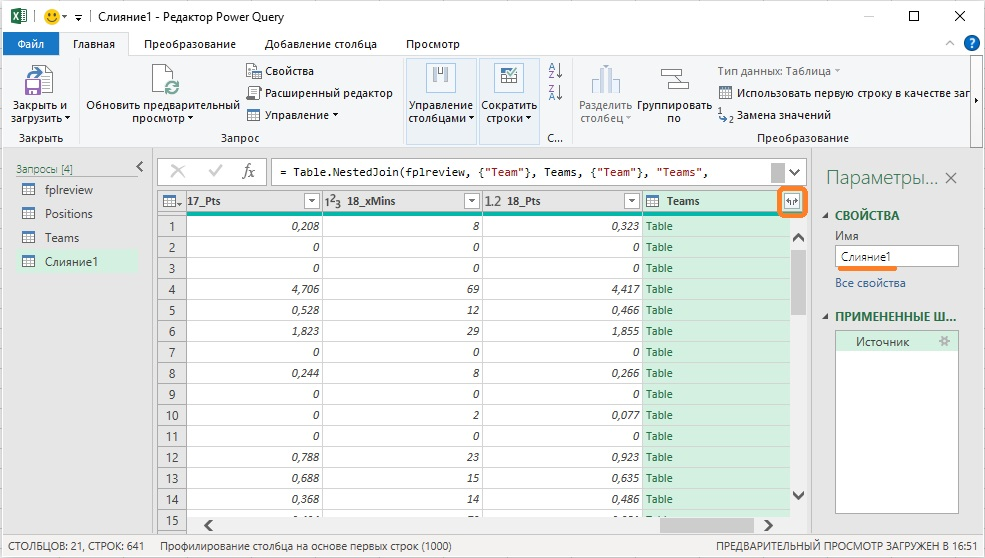 Слияние1 - Редактор Power Query
Файл Главная Преобразование Добавление столбца Просмотр
Закрыть и загрузить
Закрыть
Обновить предварительный просмотр
Свойства
Расширенный редактор
Управление
Запрос
Управление столбцами
Сократить строки
С...
Разделить столбец
Группировать по
Тип данных: Таблица
Использовать первую строку в качестве заг
Замена значений
Преобразование
Запросы [4]
fplreview
Positions
Teams
Слияние1
fx = Table.NestedJoin(fplreview, {"Team"}, Teams, {"Team"}, "Teams",
17_Pts 1²3 18_xMins 1.2 18_Pts Teams
1 0,208 8 0,323 Table
2 0 0 0 Table
3 0 0 0 Table
4 4,706 69 4,417 Table
5 0,528 12 0,466 Table
6 1,823 29 1,855 Table
7 0 0 0 Table
8 0,244 8 0,266 Table
9 0 0 0 Table
10 0 2 0,077 Table
11 0 0 0 Table
12 0,788 23 0,923 Table
13 0,688 15 0,635 Table
14 0,368 14 0,486 Table
15
Параметры...
СВОЙСТВА
Имя
Слияние1
Все свойства
ПРИМЕНЕННЫЕ Ш...
Источник
СТОЛБЦОВ: 21, СТРОК: 641 Профилирование столбца на основе первых строк (1000) ПРЕДВАРИТЕЛЬНЫЙ ПРОСМОТР ЗАГРУЖЕН В 16:51